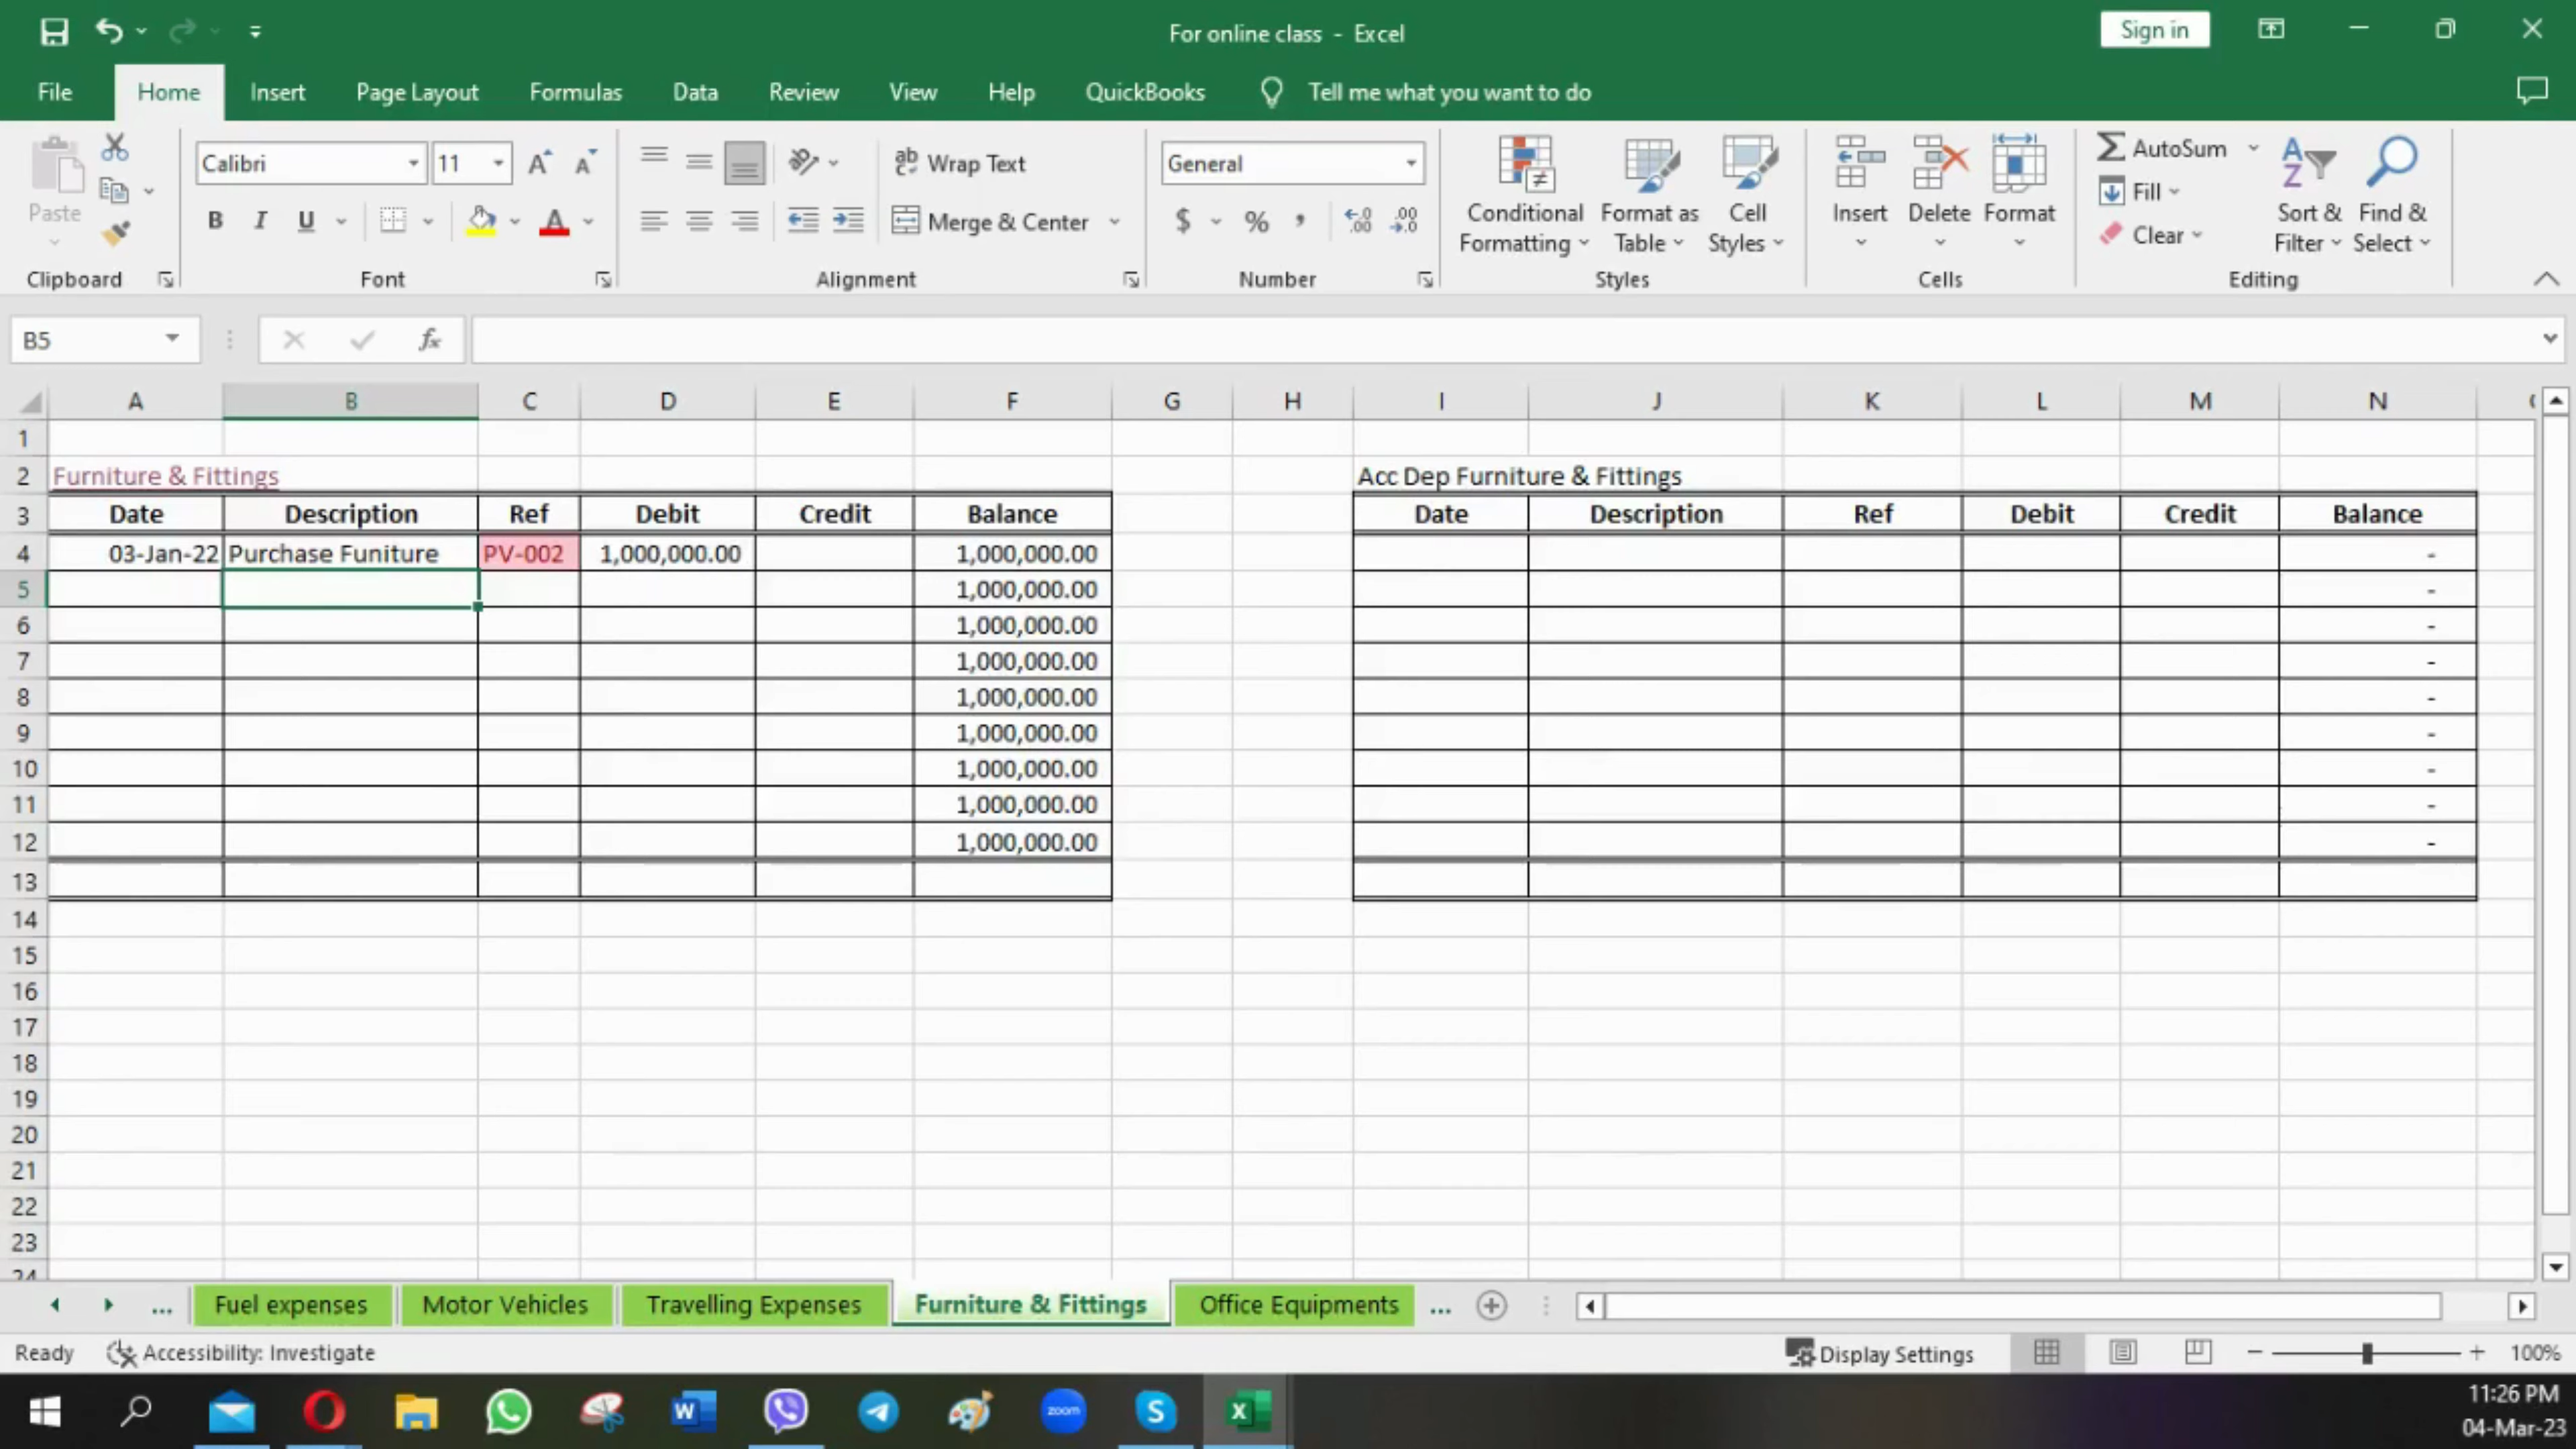 For online class - Excel
Sign in
File Home Insert Page Layout Formulas Data Review View Help QuickBooks Tell me what you want to do
Paste
Clipboard
Calibri 11
B I U
Font
Wrap Text
Merge & Center
Alignment
General
$ % ,
Number
Conditional Formatting
Format as Table
Cell Styles
Styles
Insert Delete Format
Cells
AutoSum
Fill
Clear
Sort & Filter
Find & Select
Editing
B5 fx
A B C D E F G H I J K L M N
1
2 Furniture & Fittings Acc Dep Furniture & Fittings
3 Date Description Ref Debit Credit Balance Date Description Ref Debit Credit Balance
4 03-Jan-22 Purchase Funiture PV-002 1,000,000.00 1,000,000.00 -
5 1,000,000.00 -
6 1,000,000.00 -
7 1,000,000.00 -
8 1,000,000.00 -
9 1,000,000.00 -
10 1,000,000.00 -
11 1,000,000.00 -
12 1,000,000.00 -
13
14
15
16
17
18
19
20
21
22
23
24
... Fuel expenses Motor Vehicles Travelling Expenses Furniture & Fittings Office Equipments ...
Ready Accessibility: Investigate Display Settings 100%
W zoom S X
11:26 PM
04-Mar-23